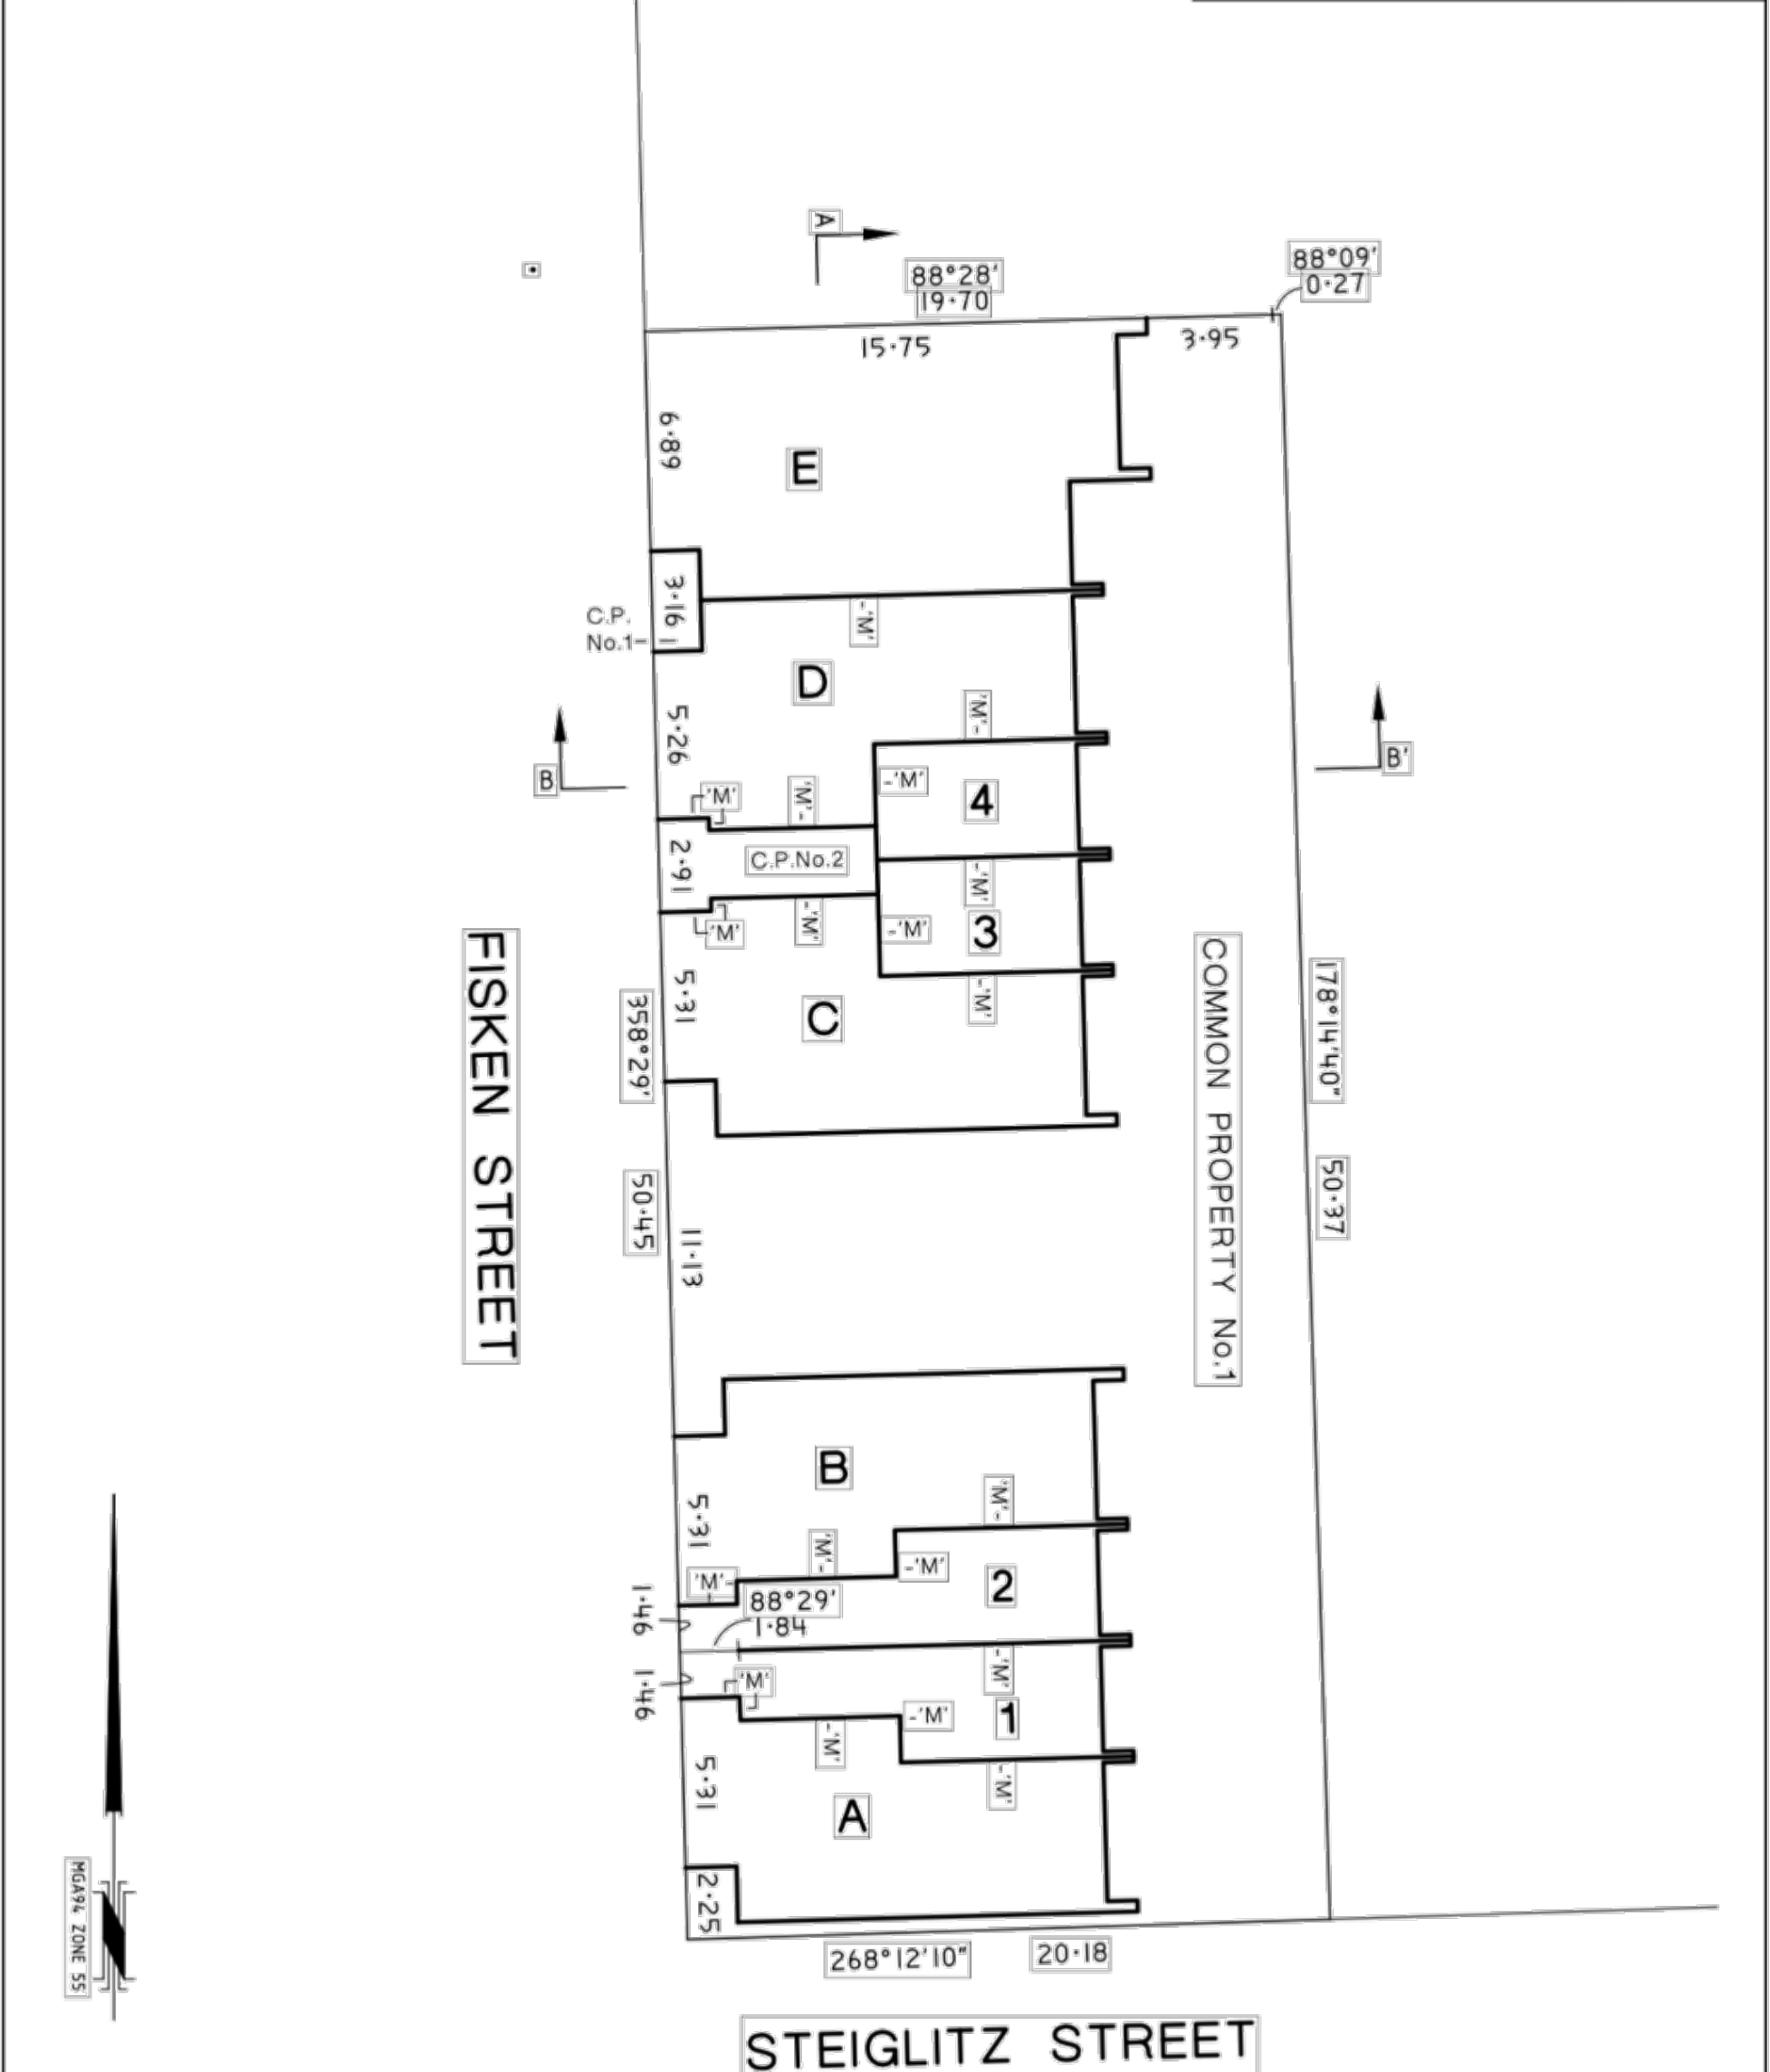 A
88°28'
19·70
88°09'
0·27
15·75
3·95
6·89
E
3·16
C.P.
No.1-
'M'
D
'M'
5·26
B
B'
'M'
'M'
-'M'
4
2·91
C.P.No.2
'M'
'M'
'M'
-'M'
3
5·31
C
'M'
FISKEN STREET
358°29'
50·45
COMMON PROPERTY No.1
178°14'40"
50·37
11·13
B
'M'
5·31
'M'
-'M'
'M'
2
88°29'
1·84
1·46
1·46
'M'
'M'
-'M'
1
'M'
'M'
5·31
A
2·25
268°12'10"
20·18
MGA94 ZONE 55
STEIGLITZ STREET